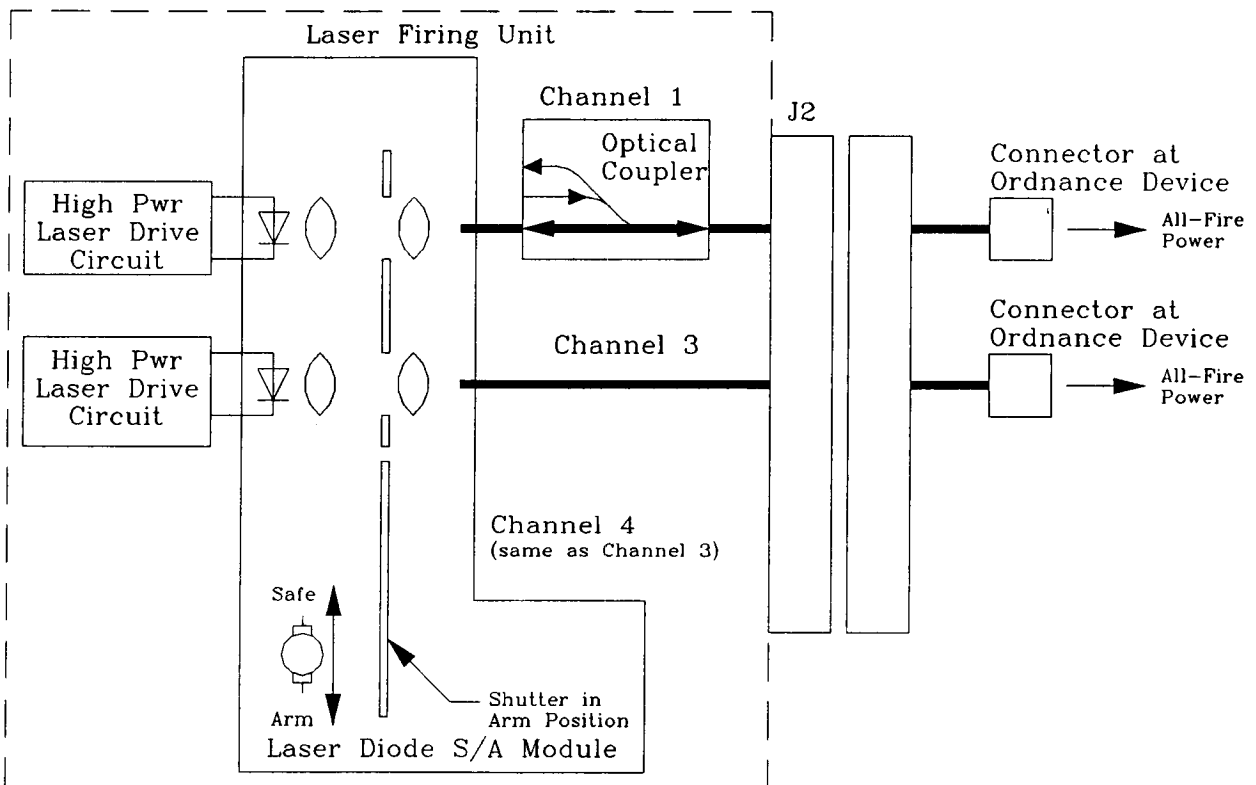 Laser Firing Unit
Channel 1
J2
Optical
Coupler
Connector at
Ordnance Device
High Pwr
Laser Drive
Circuit
All-Fire
Power
Connector at
Ordnance Device
High Pwr
Laser Drive
Circuit
Channel 3
All-Fire
Power
Channel 4
(same as Channel 3)
Safe
Arm
Shutter in
Arm Position
Laser Diode S/A Module